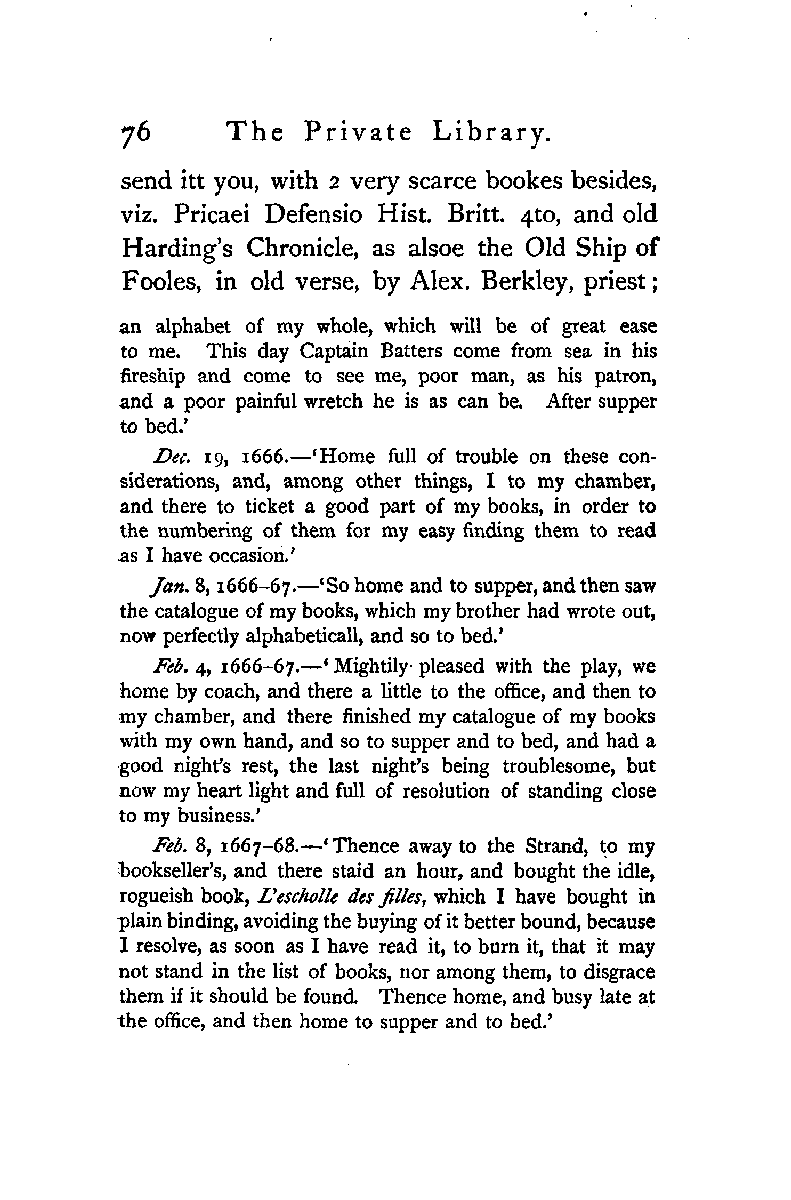 76 The Private Library.
send itt you, with 2 very scarce bookes besides,
viz. Pricaei Defensio Hist. Britt. 4to, and old
Harding's Chronicle, as alsoe the Old Ship of
Fooles, in old verse, by Alex. Berkley, priest;
an alphabet of my whole, which will be of great ease
to me. This day Captain Batters come from sea in his
fireship and come to see me, poor man, as his patron,
and a poor painful wretch he is as can be. After supper
to bed.'
Dec. 19, 1666.—'Home full of trouble on these con-
siderations, and, among other things, I to my chamber,
and there to ticket a good part of my books, in order to
the numbering of them for my easy finding them to read
as I have occasion.'
Jan. 8, 1666-67.—'So home and to supper, and then saw
the catalogue of my books, which my brother had wrote out,
now perfectly alphabeticall, and so to bed.'
Feb. 4, 1666-67.—'Mightily pleased with the play, we
home by coach, and there a little to the office, and then to
my chamber, and there finished my catalogue of my books
with my own hand, and so to supper and to bed, and had a
good night's rest, the last night's being troublesome, but
now my heart light and full of resolution of standing close
to my business.'
Feb. 8, 1667-68.—'Thence away to the Strand, to my
bookseller's, and there staid an hour, and bought the idle,
rogueish book, L'escholle des filles, which I have bought in
plain binding, avoiding the buying of it better bound, because
I resolve, as soon as I have read it, to burn it, that it may
not stand in the list of books, nor among them, to disgrace
them if it should be found. Thence home, and busy late at
the office, and then home to supper and to bed.'